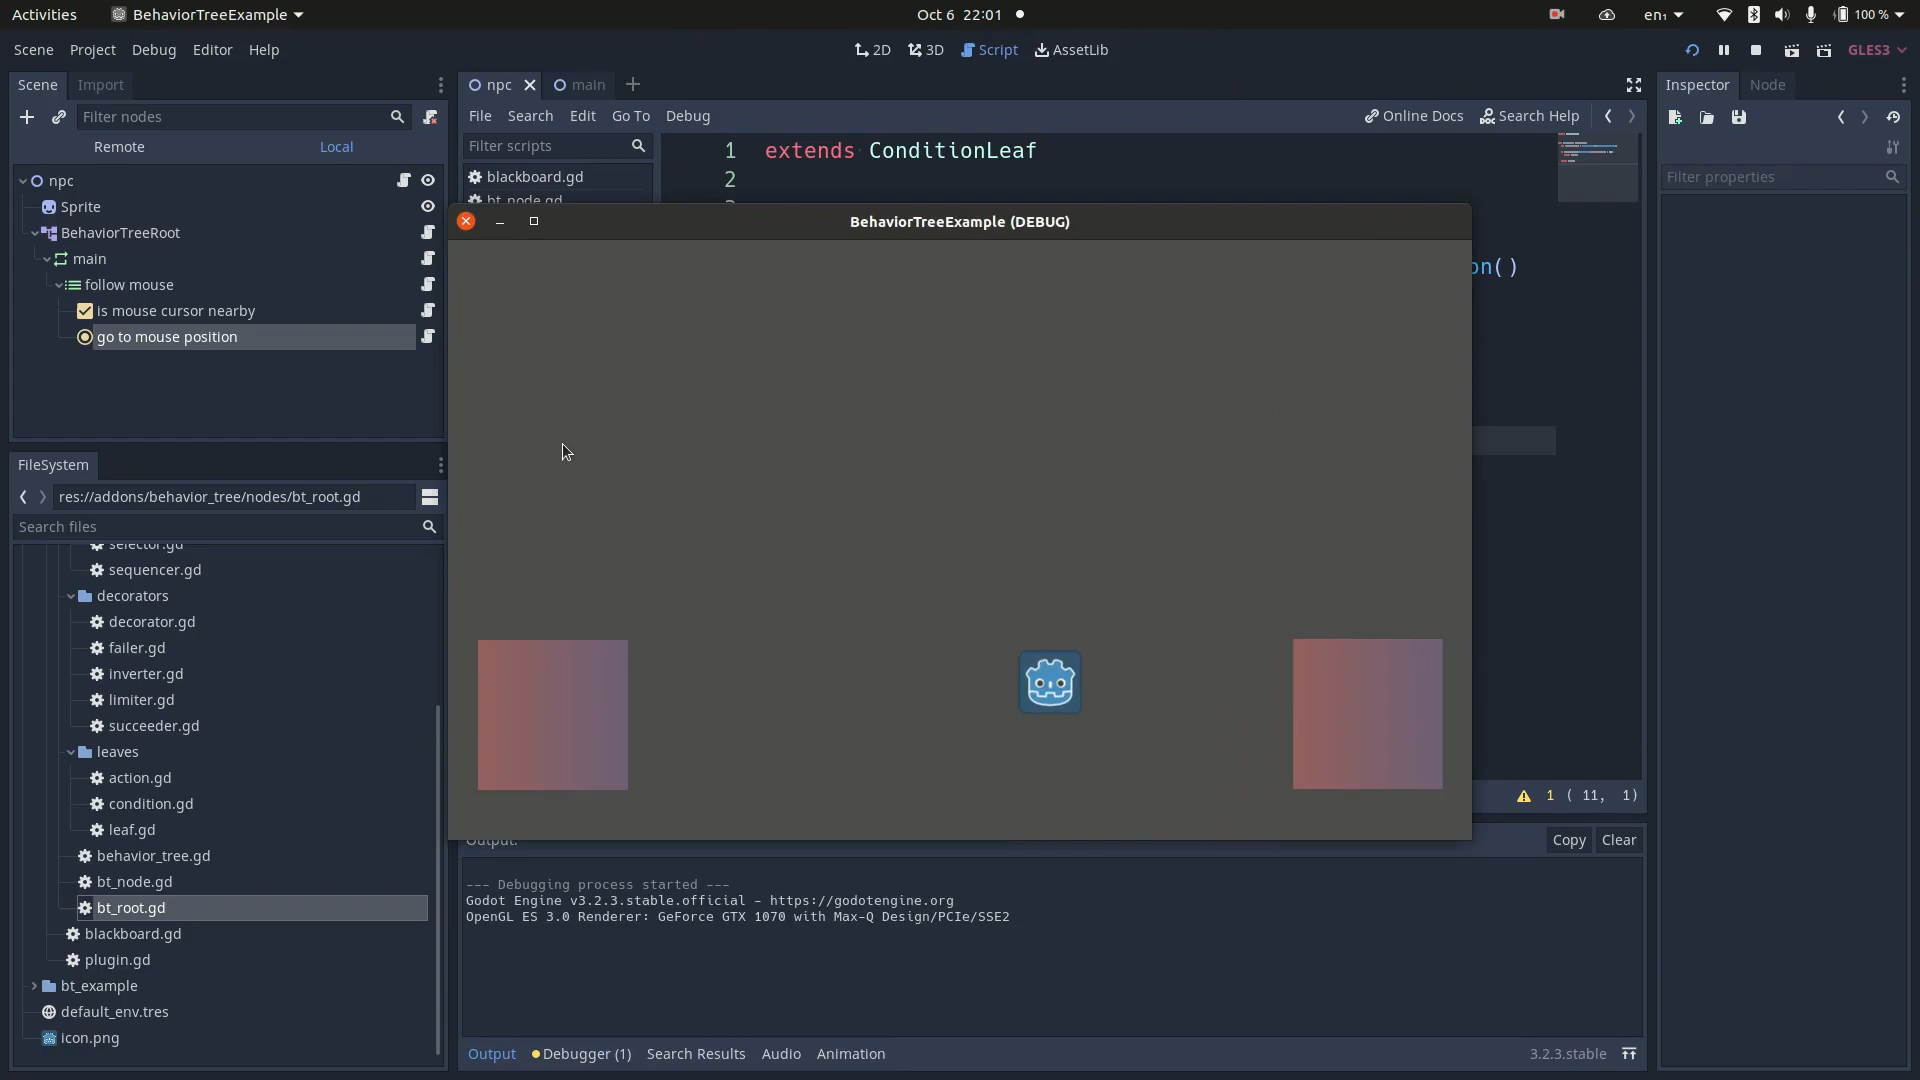 Activities
BehaviorTreeExample
Oct 6 22:01
en₁
100 %
Scene Project Debug Editor Help
2D 3D Script AssetLib
GLES3
Scene Import
Filter nodes
Remote Local
npc
Sprite
BehaviorTreeRoot
main
follow mouse
is mouse cursor nearby
go to mouse position
FileSystem
res://addons/behavior_tree/nodes/bt_root.gd
Search files
selector.gd
sequencer.gd
decorators
decorator.gd
failer.gd
inverter.gd
limiter.gd
succeeder.gd
leaves
action.gd
condition.gd
leaf.gd
behavior_tree.gd
bt_node.gd
bt_root.gd
blackboard.gd
plugin.gd
bt_example
default_env.tres
icon.png
npc main
File Search Edit Go To Debug
Online Docs Search Help
Filter scripts
blackboard.gd
bt_node.gd
1 extends ConditionLeaf
2
on()
BehaviorTreeExample (DEBUG)
1 ( 11, 1)
Output:
Copy Clear
--- Debugging process started ---
Godot Engine v3.2.3.stable.official - https://godotengine.org
OpenGL ES 3.0 Renderer: GeForce GTX 1070 with Max-Q Design/PCIe/SSE2
Output Debugger (1) Search Results Audio Animation
3.2.3.stable
Inspector Node
Filter properties